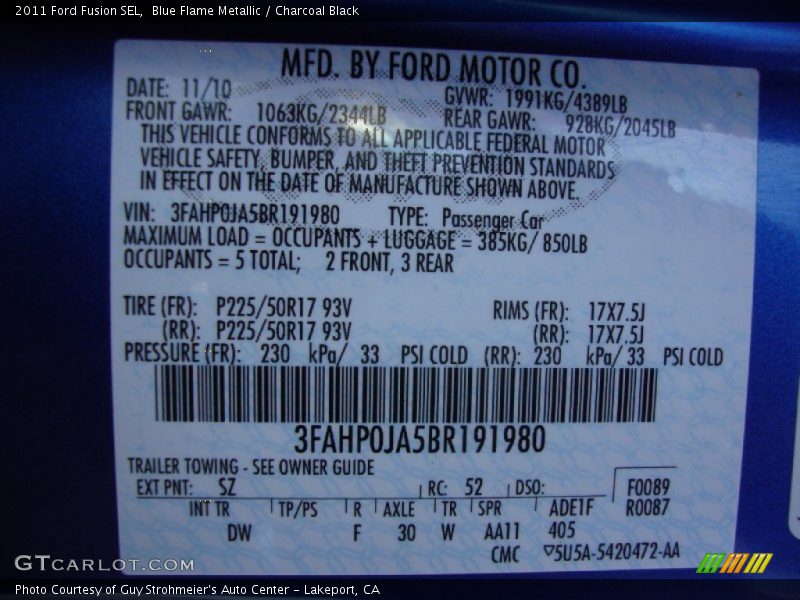 2011 Ford Fusion SEL,  Blue Flame Metallic / Charcoal Black
MFD. BY FORD MOTOR CO.
DATE: 11/10 GVWR: 1991KG/4389LB
FRONT GAWR: 1063KG/2344LB REAR GAWR: 928KG/2045LB
THIS VEHICLE CONFORMS TO ALL APPLICABLE FEDERAL MOTOR
VEHICLE SAFETY, BUMPER, AND THEFT PREVENTION STANDARDS
IN EFFECT ON THE DATE OF MANUFACTURE SHOWN ABOVE.
VIN: 3FAHP0JA5BR191980 TYPE: Passenger Car
MAXIMUM LOAD = OCCUPANTS + LUGGAGE = 385KG/ 850LB
OCCUPANTS = 5 TOTAL; 2 FRONT, 3 REAR
TIRE (FR): P225/50R17 93V RIMS (FR): 17X7.5J
(RR): P225/50R17 93V (RR): 17X7.5J
PRESSURE (FR): 230 kPa/ 33 PSI COLD (RR): 230 kPa/ 33 PSI COLD
3FAHP0JA5BR191980
TRAILER TOWING - SEE OWNER GUIDE
EXT PNT: SZ RC: 52 DSO: F0089
INT TR TP/PS R AXLE TR SPR ADE1F R0087
DW F 30 W AA11 405
CMC ▽5U5A-5420472-AA
GTCARLOT.COM
Photo Courtesy of Guy Strohmeier's Auto Center - Lakeport, CA